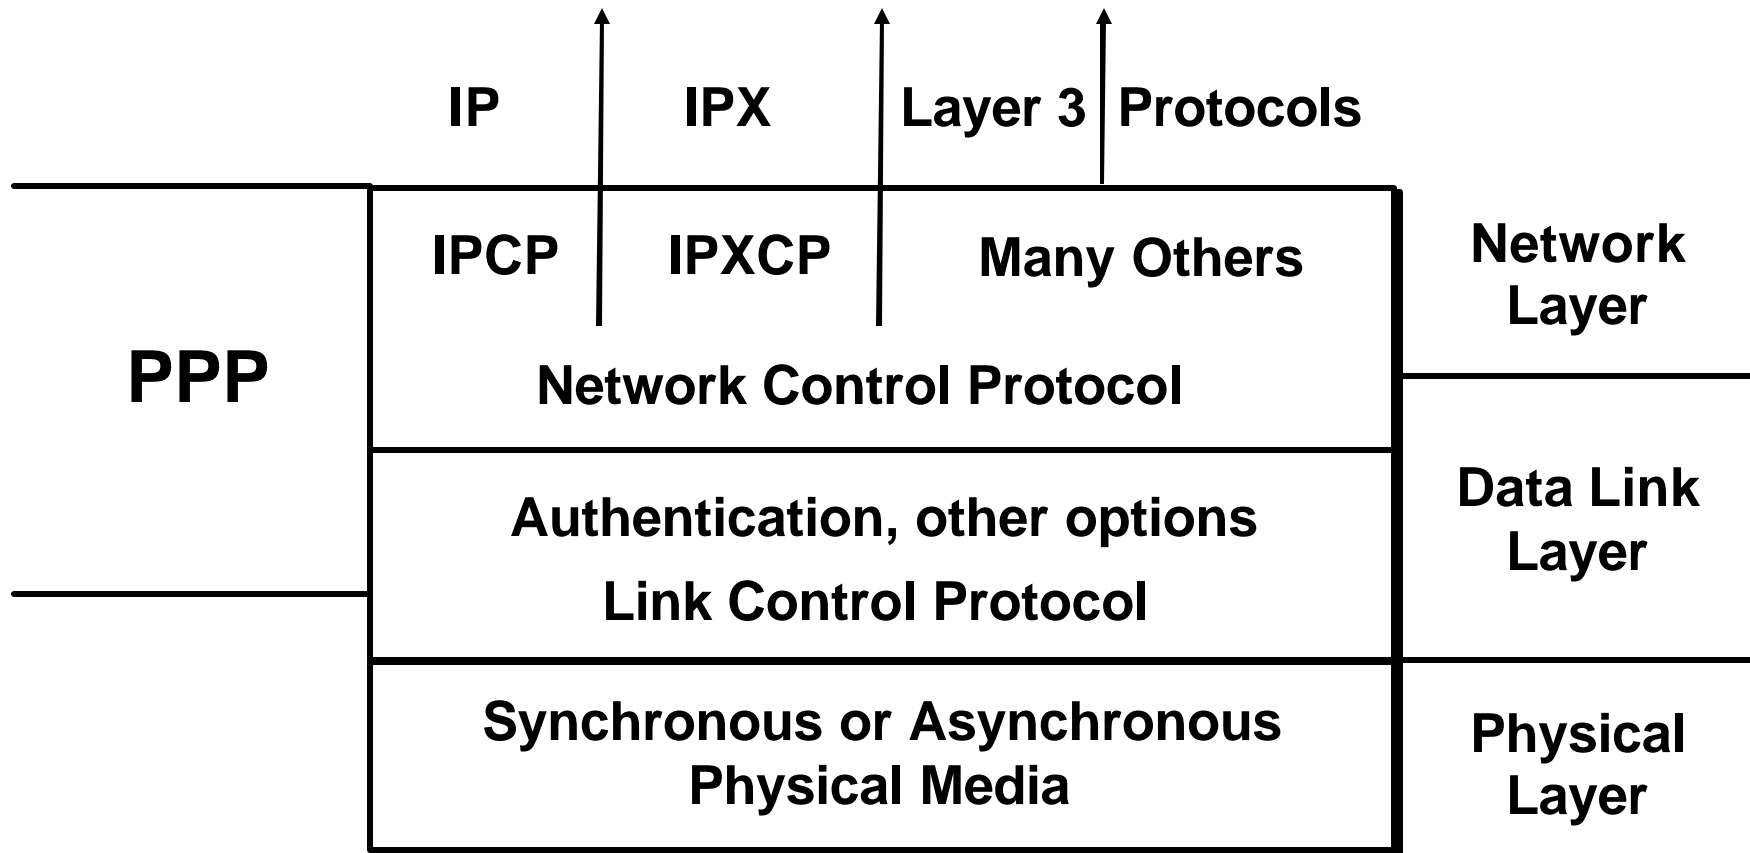 IP IPX Layer 3 Protocols
IPCP IPXCP Many Others
Network
Layer
PPP
Network Control Protocol
Authentication, other options
Data Link
Layer
Link Control Protocol
Synchronous or Asynchronous
Physical Media
Physical
Layer